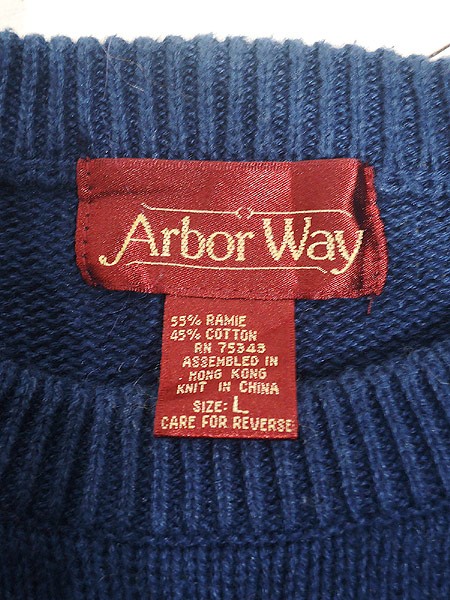 Arbor Way
55% RAMIE
45% COTTON
RN 75343
ASSEMBLED IN
HONG KONG
KNIT IN CHINA
SIZE: L
CARE FOR REVERSE